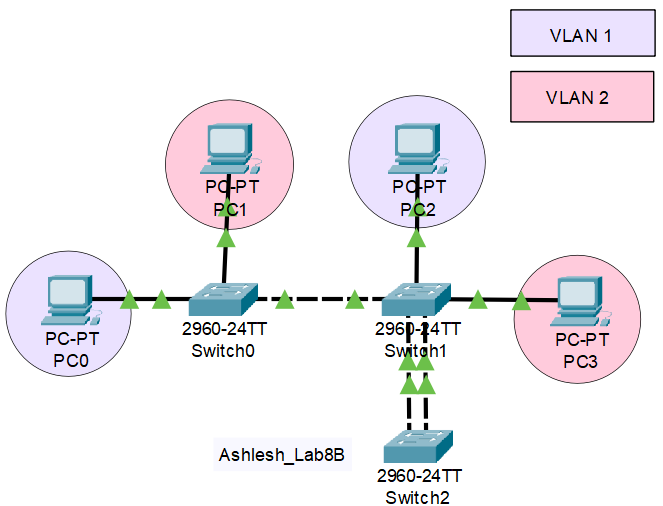 VLAN 1
VLAN 2
PC-PT
PC1
PC-PT
PC2
PC-PT
PC0
2960-24TT
Switch0
2960-24TT
Switch1
PC-PT
PC3
Ashlesh_Lab8B
2960-24TT
Switch2